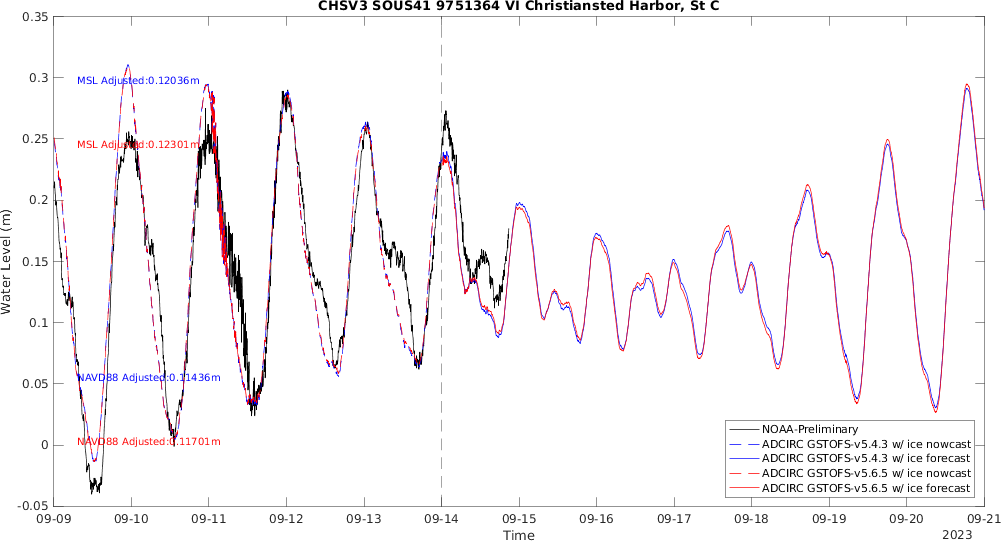 CHSV3 SOUS41 9751364 VI Christiansted Harbor, St C
0.35
0.3
0.25
0.2
0.15
0.1
0.05
0
-0.05
Water Level (m)
MSL Adjusted:0.12036m
MSL Adjusted:0.12301m
NAVD88 Adjusted:0.11436m
NAVD88 Adjusted:0.11701m
NOAA-Preliminary
ADCIRC GSTOFS-v5.4.3 w/ ice nowcast
ADCIRC GSTOFS-v5.4.3 w/ ice forecast
ADCIRC GSTOFS-v5.6.5 w/ ice nowcast
ADCIRC GSTOFS-v5.6.5 w/ ice forecast
09-09 09-10 09-11 09-12 09-13 09-14 09-15 09-16 09-17 09-18 09-19 09-20 09-21
Time
2023